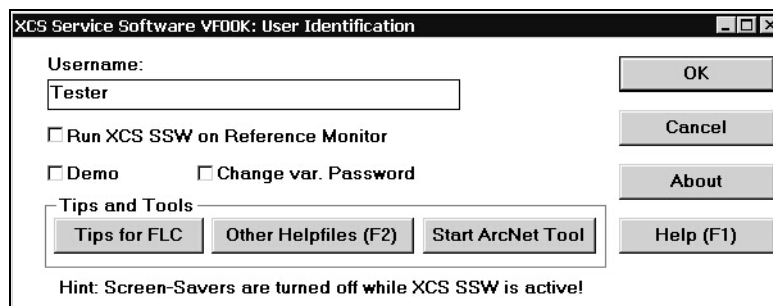 XCS Service Software VF00K: User Identification
Username:
Tester
OK
Run XCS SSW on Reference Monitor
Cancel
Demo
Change var. Password
About
Tips and Tools
Tips for FLC
Other Helpfiles (F2)
Start ArcNet Tool
Help (F1)
Hint: Screen-Savers are turned off while XCS SSW is active!